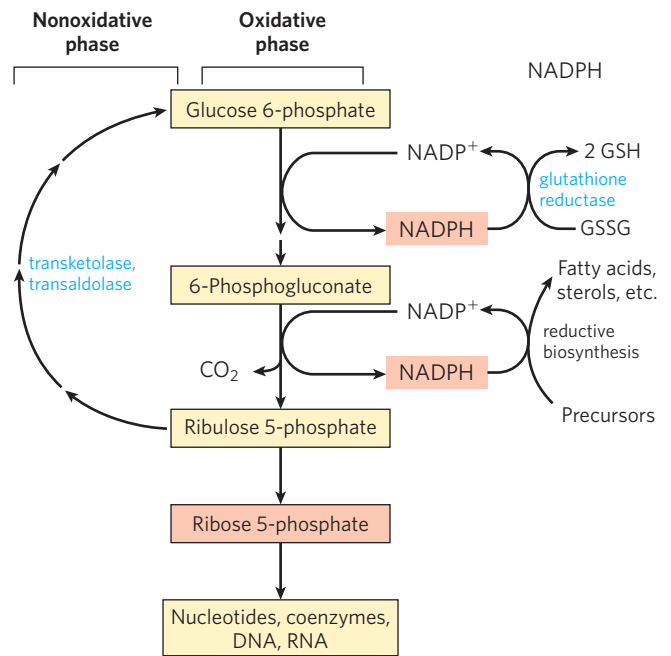 Nonoxidative
phase
Oxidative
phase
NADPH
Glucose 6-phosphate
NADP+
2 GSH
glutathione
reductase
NADPH
GSSG
transketolase,
transaldolase
6-Phosphogluconate
Fatty acids,
sterols, etc.
NADP+
reductive
biosynthesis
CO2
NADPH
Precursors
Ribulose 5-phosphate
Ribose 5-phosphate
Nucleotides, coenzymes,
DNA, RNA